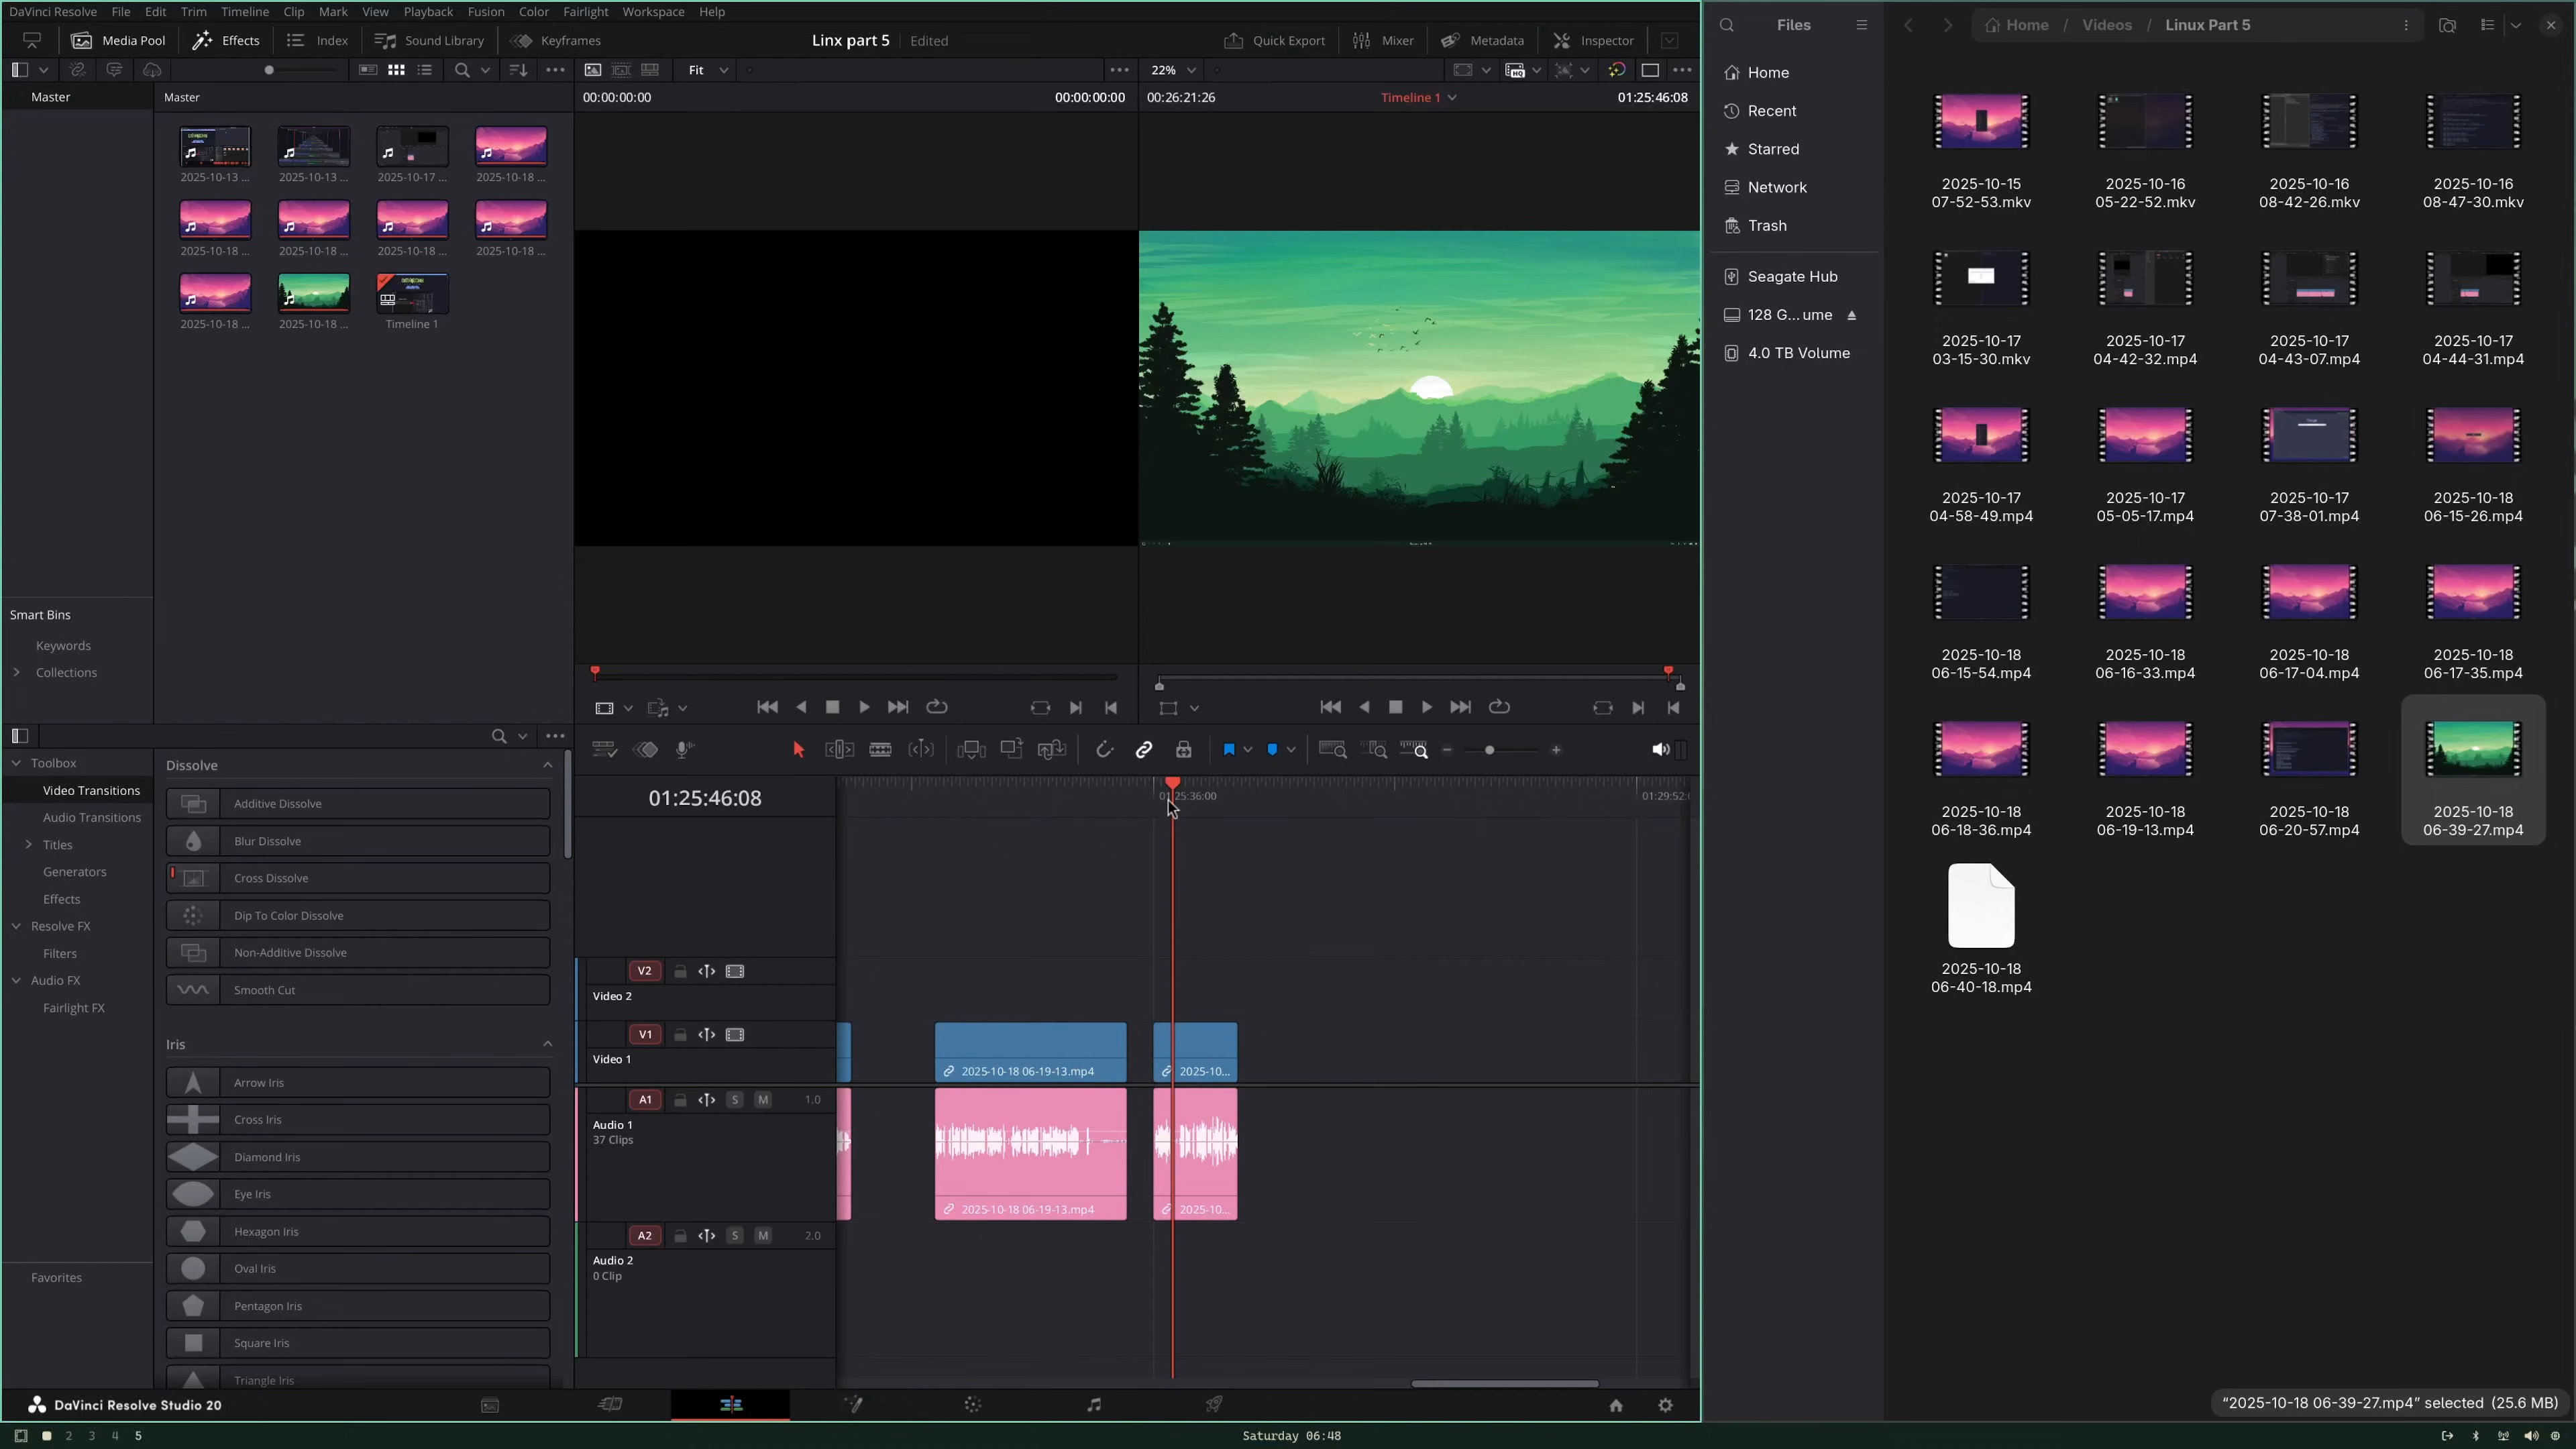 DaVinci Resolve File Edit Trim Timeline Clip Mark View Playback Fusion Color Fairlight Workspace Help
Media Pool Effects Index Sound Library Keyframes Linx part 5 Edited Quick Export Mixer Metadata Inspector
Fit 22%
Master Master 00:00:00:00 00:00:00:00 00:26:21:26 Timeline 1 01:25:46:08
2025-10-13 ... 2025-10-13 ... 2025-10-17 ... 2025-10-18 ...
2025-10-18 ... 2025-10-18 ... 2025-10-18 ... 2025-10-18 ...
2025-10-18 ... 2025-10-18 ... Timeline 1
Smart Bins
Keywords
Collections
Toolbox
Video Transitions
Audio Transitions
Titles
Generators
Effects
Resolve FX
Filters
Audio FX
Fairlight FX
Favorites
Dissolve
Additive Dissolve
Blur Dissolve
Cross Dissolve
Dip To Color Dissolve
Non-Additive Dissolve
Smooth Cut
Iris
Arrow Iris
Cross Iris
Diamond Iris
Eye Iris
Hexagon Iris
Oval Iris
Pentagon Iris
Square Iris
Triangle Iris
01:25:46:08 01:25:36:00 01:29:52:0
V2
Video 2
V1
Video 1
2025-10-18 06-19-13.mp4 2025-10...
A1 S M 1.0
Audio 1
37 Clips
2025-10-18 06-19-13.mp4 2025-10...
A2 S M 2.0
Audio 2
0 Clip
DaVinci Resolve Studio 20
2 3 4 5 Saturday 06:48
Files
Home
Recent
Starred
Network
Trash
Seagate Hub
128 G...ume
4.0 TB Volume
Home / Videos / Linux Part 5
2025-10-15 2025-10-16 2025-10-16 2025-10-16
07-52-53.mkv 05-22-52.mkv 08-42-26.mkv 08-47-30.mkv
2025-10-17 2025-10-17 2025-10-17 2025-10-17
03-15-30.mkv 04-42-32.mp4 04-43-07.mp4 04-44-31.mp4
2025-10-17 2025-10-17 2025-10-17 2025-10-18
04-58-49.mp4 05-05-17.mp4 07-38-01.mp4 06-15-26.mp4
2025-10-18 2025-10-18 2025-10-18 2025-10-18
06-15-54.mp4 06-16-33.mp4 06-17-04.mp4 06-17-35.mp4
2025-10-18 2025-10-18 2025-10-18 2025-10-18
06-18-36.mp4 06-19-13.mp4 06-20-57.mp4 06-39-27.mp4
2025-10-18
06-40-18.mp4
“2025-10-18 06-39-27.mp4” selected (25.6 MB)